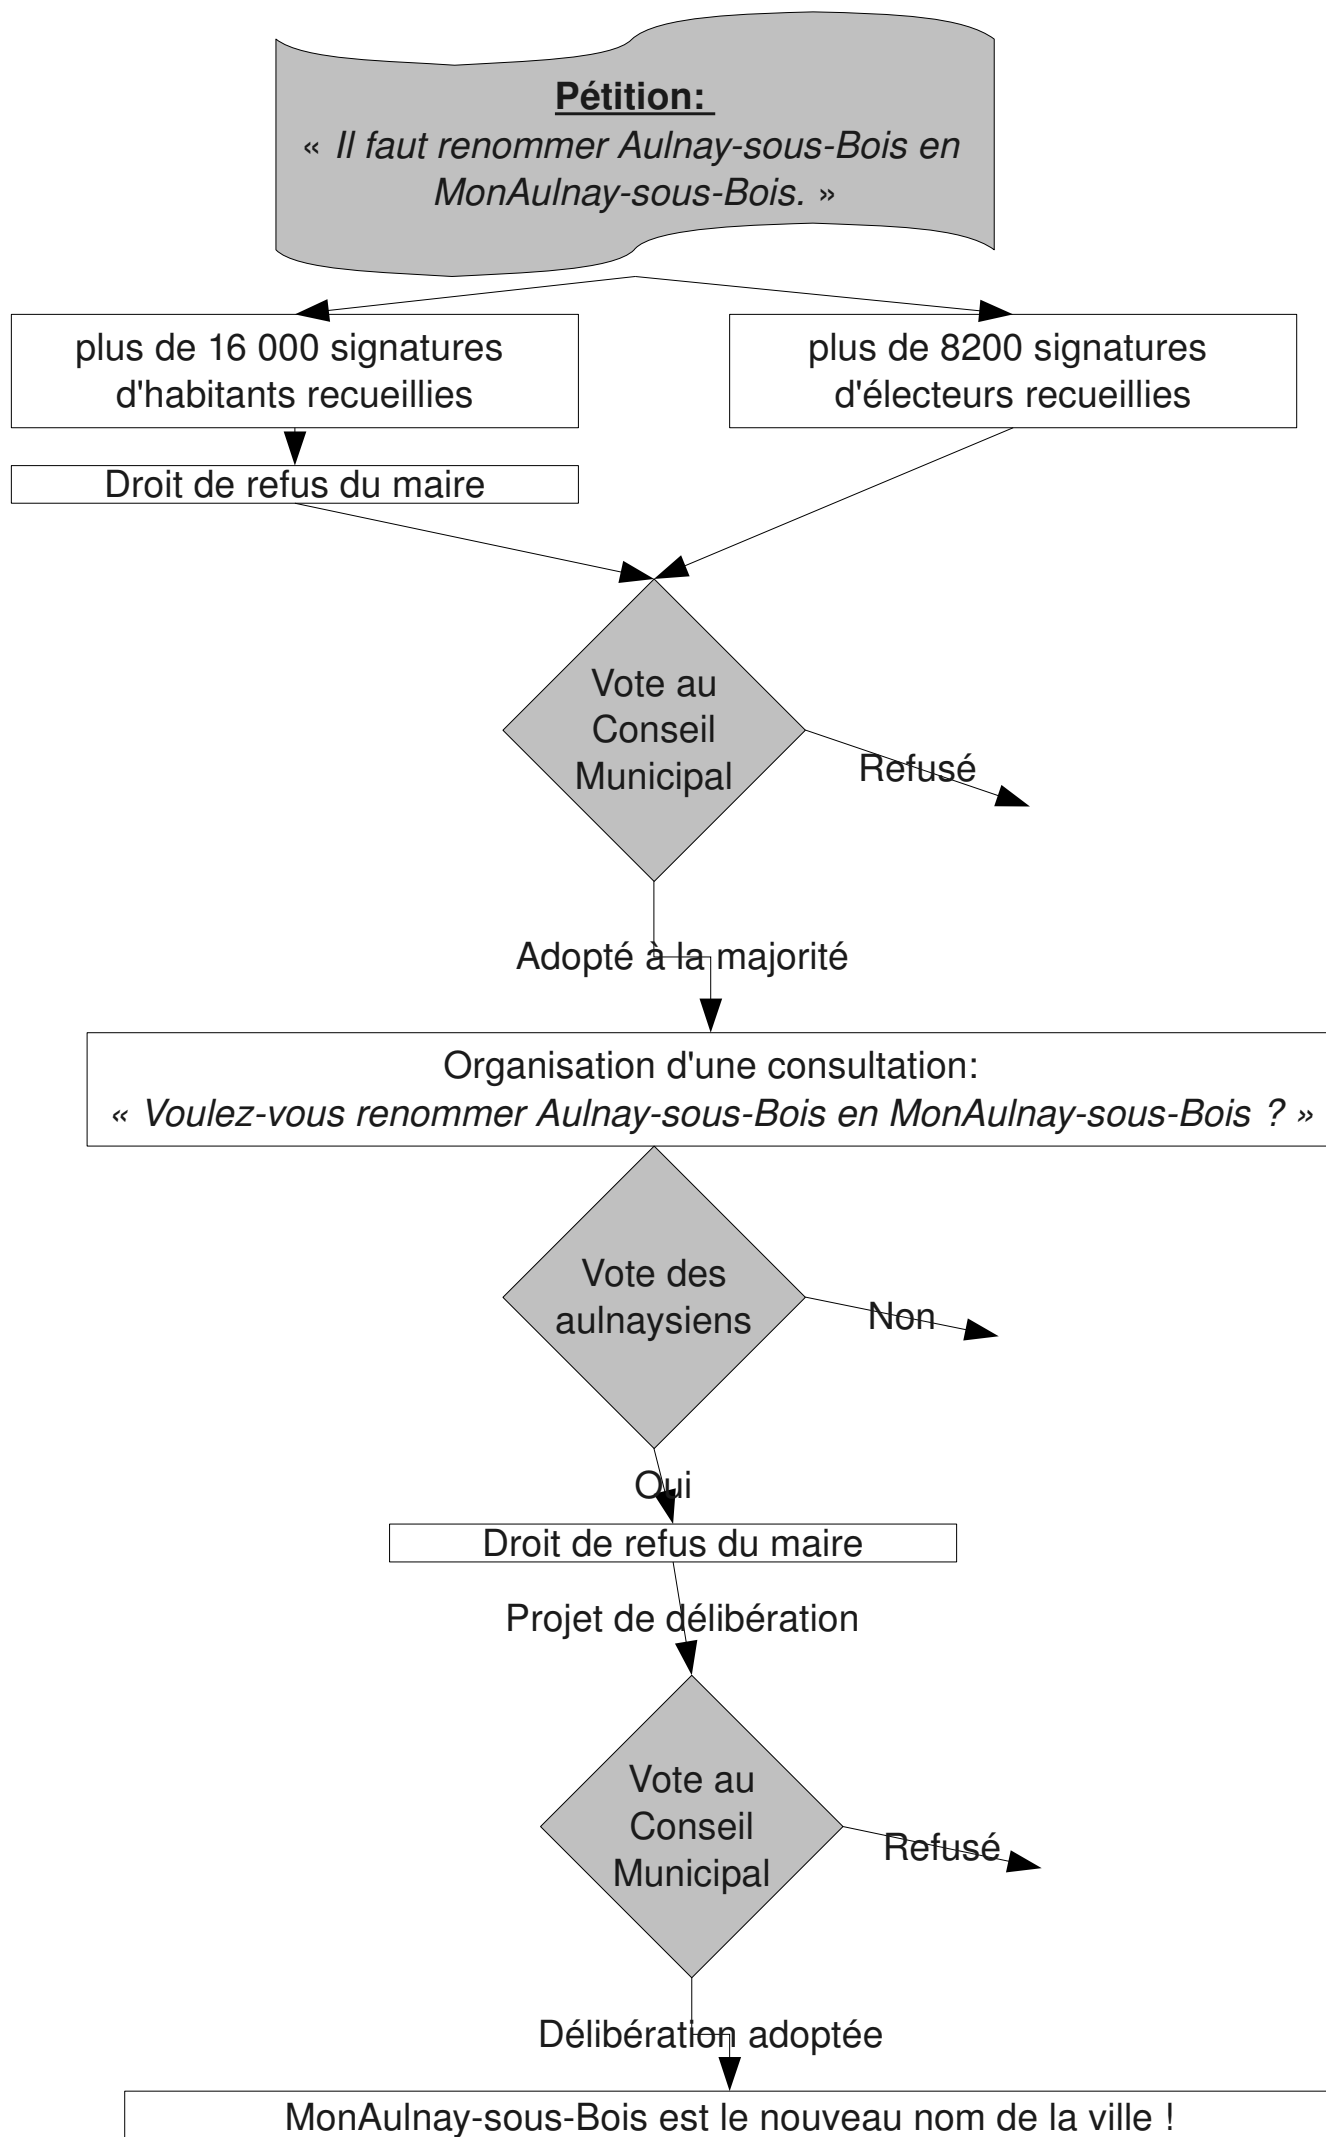 Pétition:
« Il faut renommer Aulnay-sous-Bois en
MonAulnay-sous-Bois. »
plus de 16 000 signatures
d'habitants recueillies
plus de 8200 signatures
d'électeurs recueillies
Droit de refus du maire
Vote au
Conseil
Municipal
Refusé
Adopté à la majorité
Organisation d'une consultation:
« Voulez-vous renommer Aulnay-sous-Bois en MonAulnay-sous-Bois ? »
Vote des
aulnaysiens
Non
Oui
Droit de refus du maire
Projet de délibération
Vote au
Conseil
Municipal
Refusé
Délibération adoptée
MonAulnay-sous-Bois est le nouveau nom de la ville !